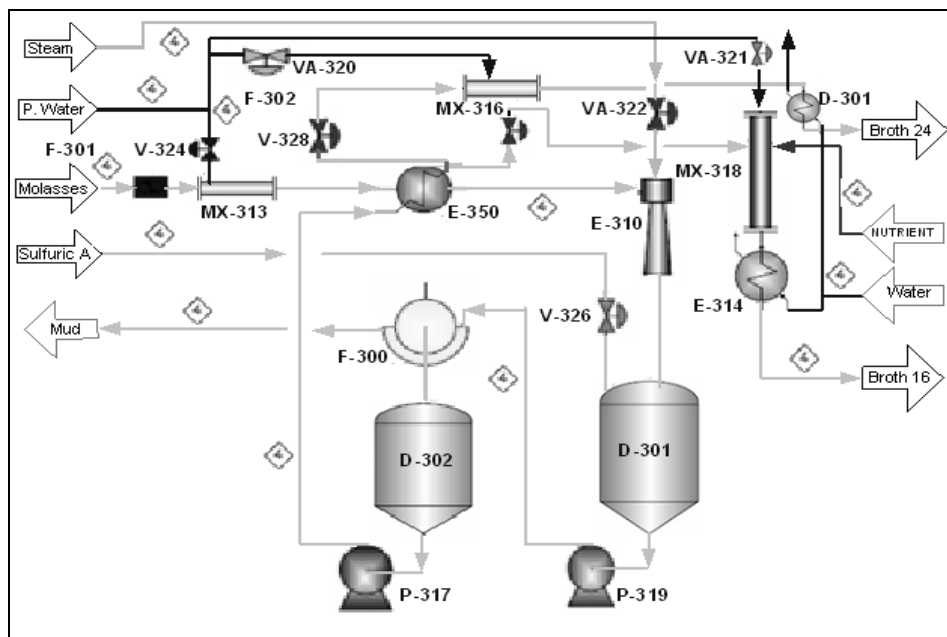 Steam
VA-320
VA-321
P. Water
F-302
MX-316
VA-322
D-301
Broth 24
F-301
V-324
V-328
MX-318
Molasses
MX-313
E-350
E-310
NUTRIENT
Sulfuric A
E-314
Water
V-326
Mud
F-300
Broth 16
D-302
D-301
P-317
P-319